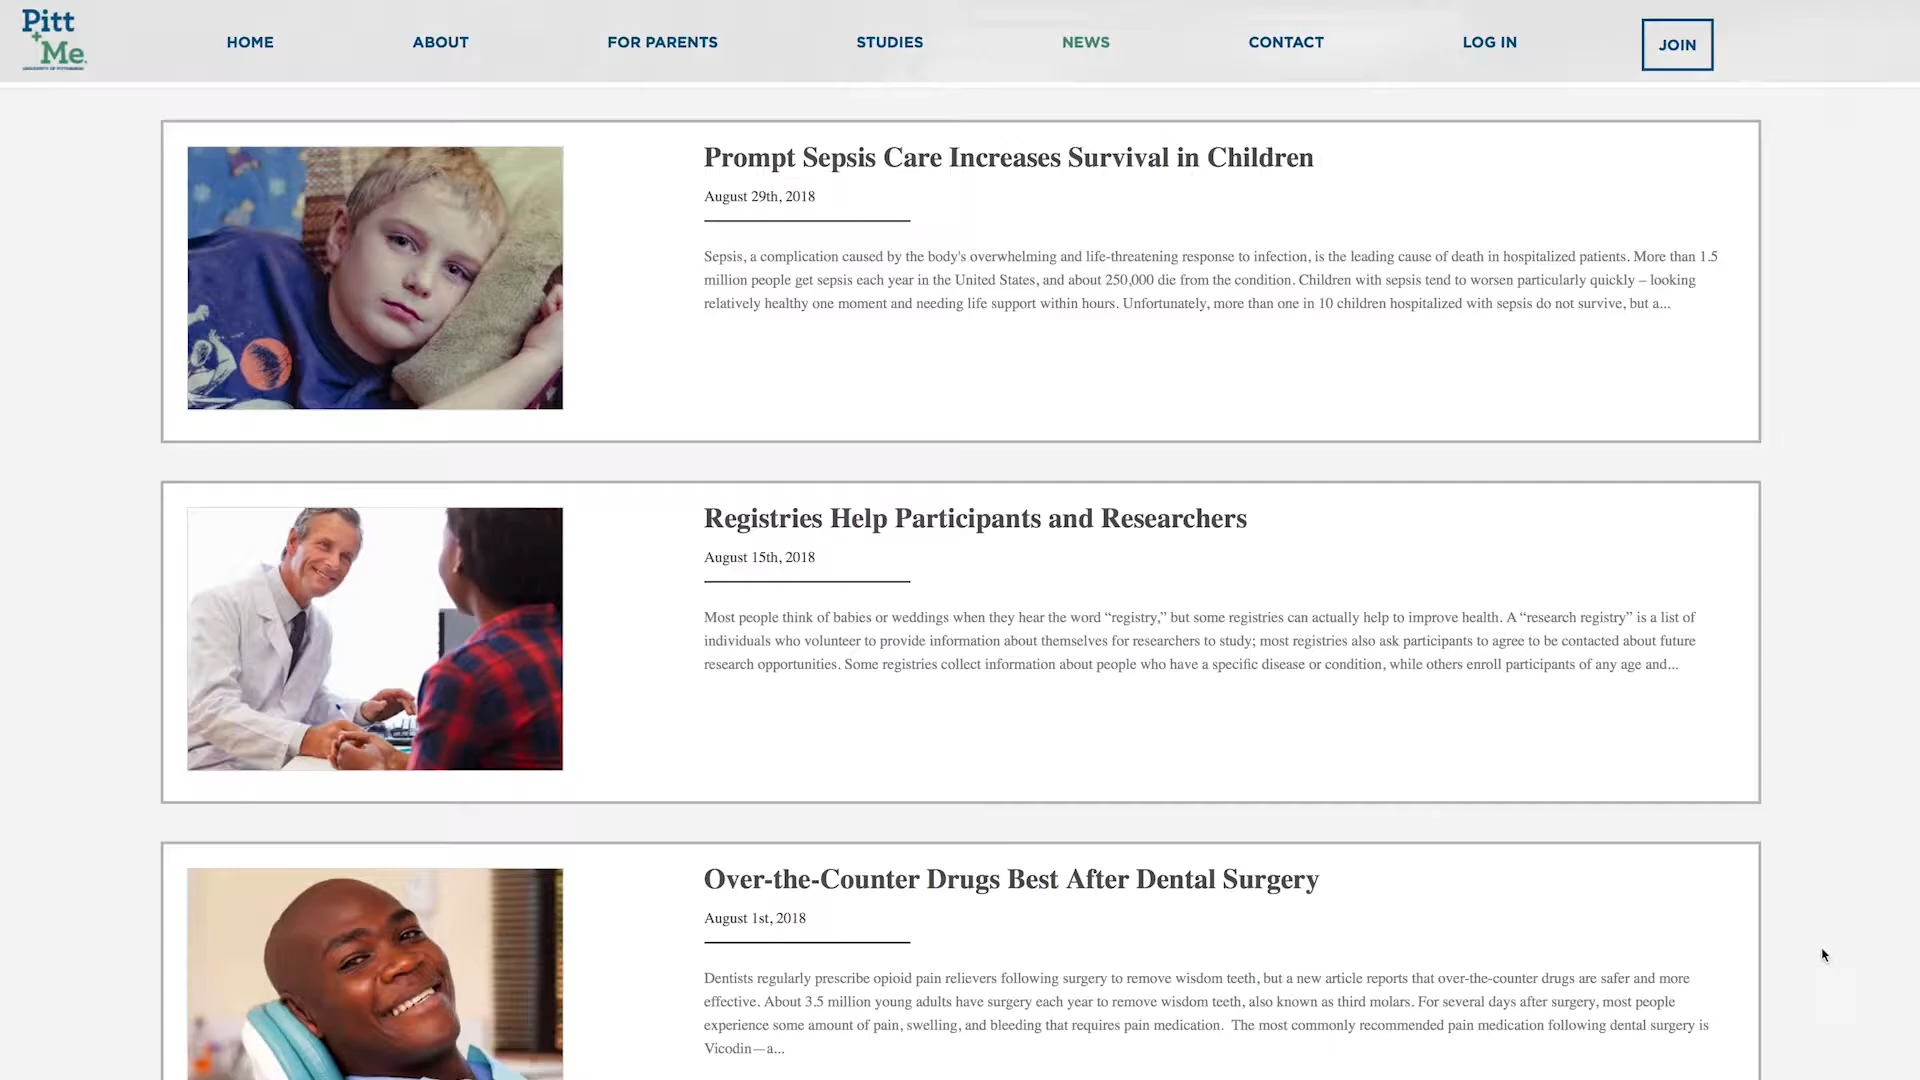 Pitt
+Me.
UNIVERSITY OF PITTSBURGH
HOME
ABOUT
FOR PARENTS
STUDIES
NEWS
CONTACT
LOG IN
JOIN
Prompt Sepsis Care Increases Survival in Children
August 29th, 2018
Sepsis, a complication caused by the body's overwhelming and life-threatening response to infection, is the leading cause of death in hospitalized patients. More than 1.5
million people get sepsis each year in the United States, and about 250,000 die from the condition. Children with sepsis tend to worsen particularly quickly – looking
relatively healthy one moment and needing life support within hours. Unfortunately, more than one in 10 children hospitalized with sepsis do not survive, but a...
Registries Help Participants and Researchers
August 15th, 2018
Most people think of babies or weddings when they hear the word “registry,” but some registries can actually help to improve health. A “research registry” is a list of
individuals who volunteer to provide information about themselves for researchers to study; most registries also ask participants to agree to be contacted about future
research opportunities. Some registries collect information about people who have a specific disease or condition, while others enroll participants of any age and...
Over-the-Counter Drugs Best After Dental Surgery
August 1st, 2018
Dentists regularly prescribe opioid pain relievers following surgery to remove wisdom teeth, but a new article reports that over-the-counter drugs are safer and more
effective. About 3.5 million young adults have surgery each year to remove wisdom teeth, also known as third molars. For several days after surgery, most people
experience some amount of pain, swelling, and bleeding that requires pain medication.  The most commonly recommended pain medication following dental surgery is
Vicodin—a...